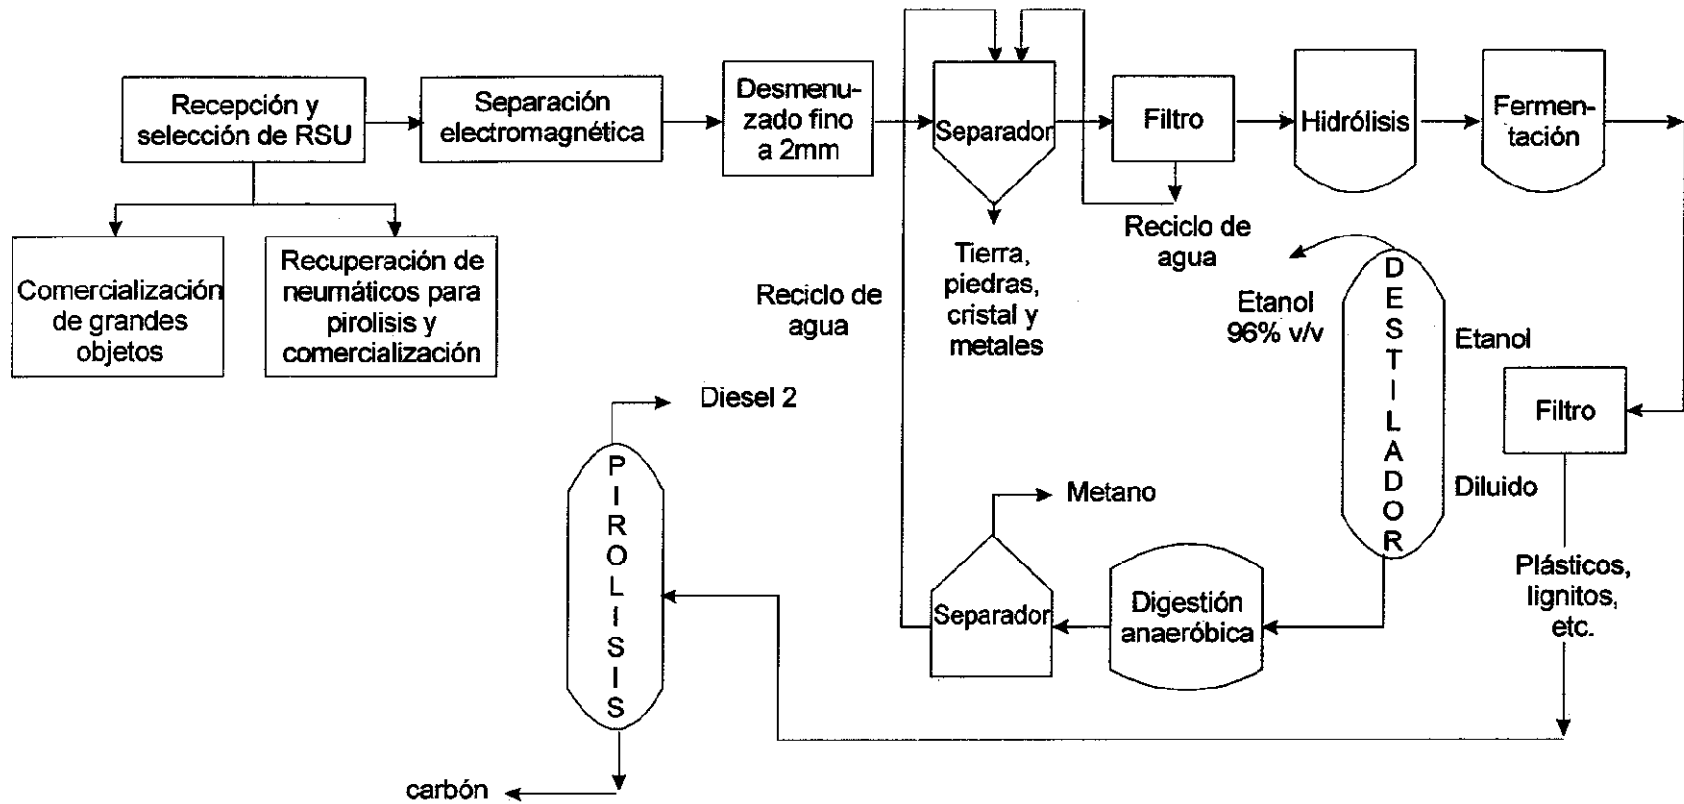 Recepción y
selección de RSU
Separación
electromagnética
Desmenu-
zado fino
a 2mm
Separador
Filtro
Hidrólisis
Fermen-
tación
Comercialización
de grandes
objetos
Recuperación de
neumáticos para
pirolisis y
comercialización
Reciclo de
agua
Tierra,
piedras,
cristal y
metales
Reciclo de
agua
Etanol
96% v/v
DESTILADOR
Etanol
Diluido
Filtro
Diesel 2
PIROLISIS
Metano
Separador
Digestión
anaeróbica
Plásticos,
lignitos,
etc.
carbón